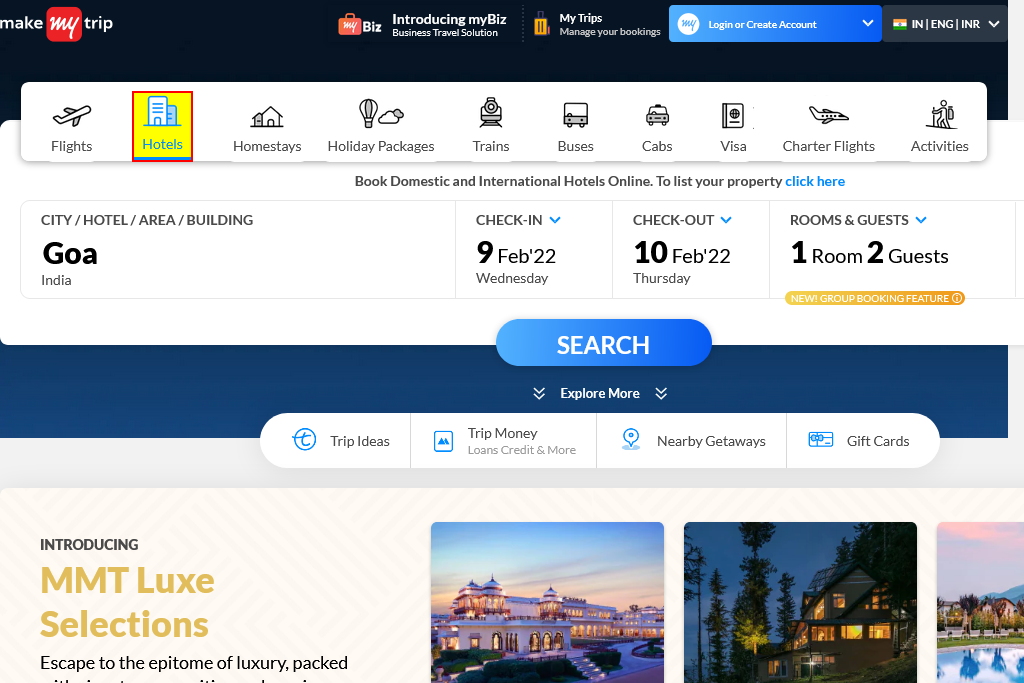 make my trip
my Biz
Introducing myBiz
Business Travel Solution
My Trips
Manage your bookings
my
Login or Create Account
IN | ENG | INR
Flights
Hotels
Homestays
Holiday Packages
Trains
Buses
Cabs
Visa
Charter Flights
Activities
Book Domestic and International Hotels Online. To list your property click here
CITY / HOTEL / AREA / BUILDING
Goa
India
CHECK-IN
9 Feb'22
Wednesday
CHECK-OUT
10 Feb'22
Thursday
ROOMS & GUESTS
1 Room 2 Guests
NEW! GROUP BOOKING FEATURE
SEARCH
Explore More
Trip Ideas
Trip Money
Loans Credit & More
Nearby Getaways
Gift Cards
INTRODUCING
MMT Luxe
Selections
Escape to the epitome of luxury, packed